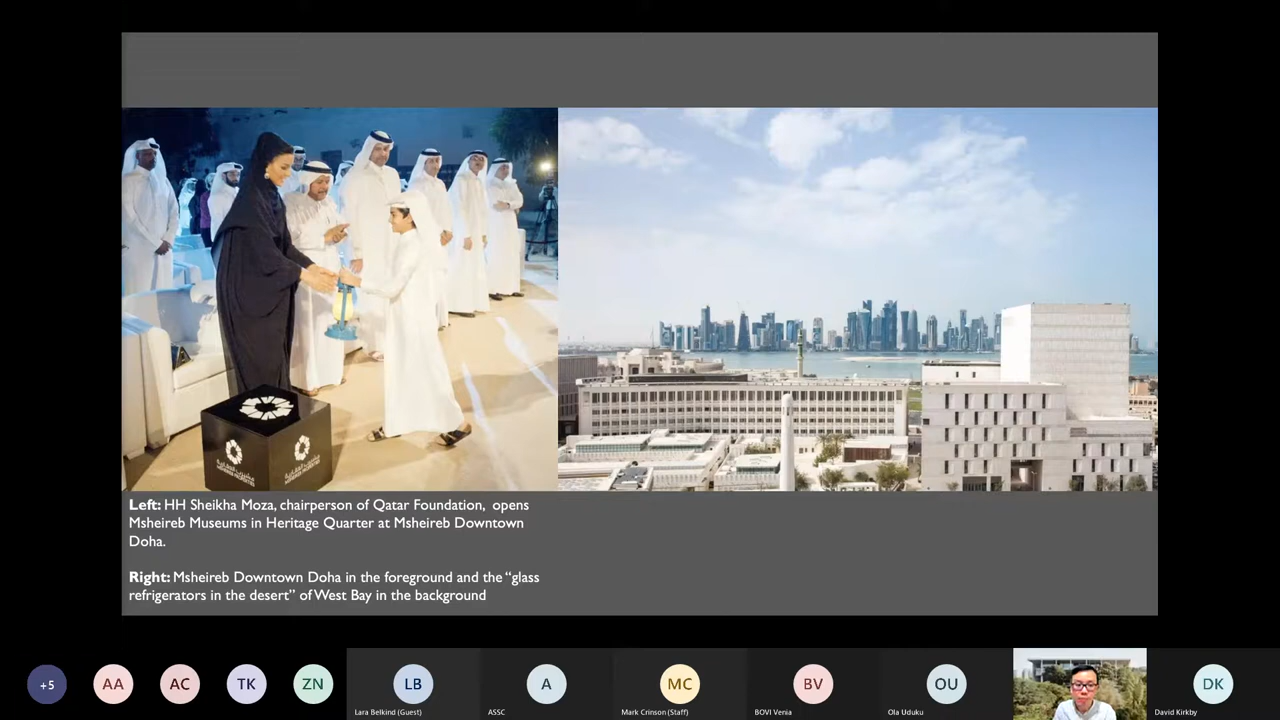 Left: HH Sheikha Moza, chairperson of Qatar Foundation, opens
Msheireb Museums in Heritage Quarter at Msheireb Downtown
Doha.
Right: Msheireb Downtown Doha in the foreground and the “glass
refrigerators in the desert” of West Bay in the background
+5
AA
AC
TK
ZN
LB
A
MC
BV
OU
DK
Lara Belkind (Guest)
ASSC
Mark Crinson (Staff)
BOVI Venia
Ola Uduku
David Kirkby